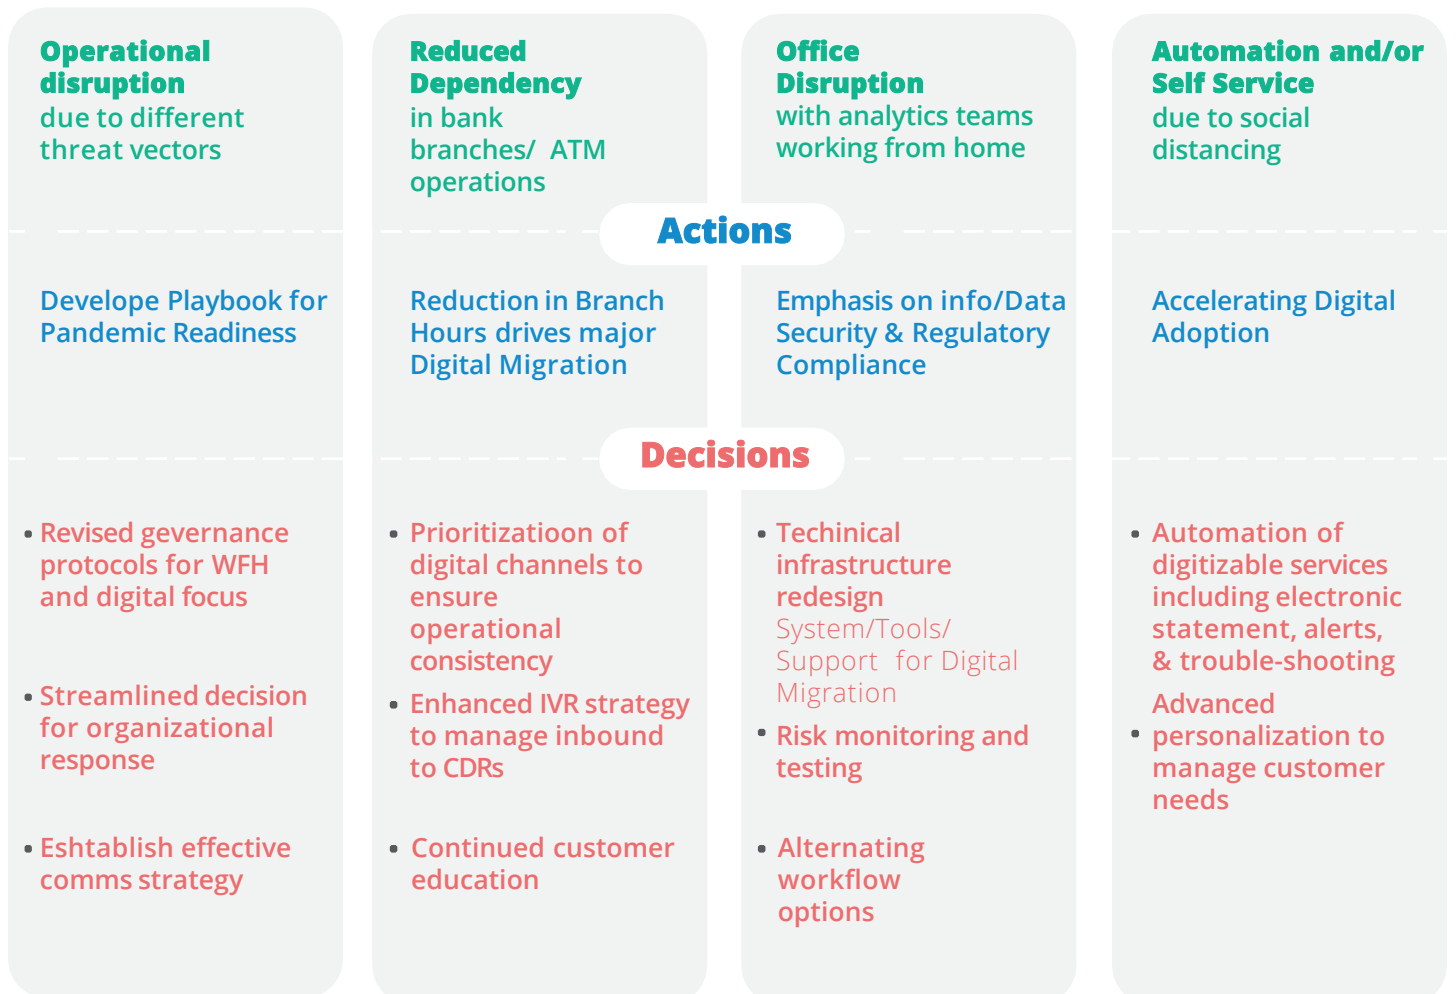 Operational
disruption
due to different
threat vectors
Reduced
Dependency
in bank
branches/ ATM
operations
Office
Disruption
with analytics teams
working from home
Automation and/or
Self Service
due to social
distancing
Actions
Develope Playbook for
Pandemic Readiness
Reduction in Branch
Hours drives major
Digital Migration
Emphasis on info/Data
Security & Regulatory
Compliance
Accelerating Digital
Adoption
Decisions
• Revised gevernance
protocols for WFH
and digital focus
• Streamlined decision
for organizational
response
• Eshtablish effective
comms strategy
• Prioritizatioon of
digital channels to
ensure
operational
consistency
• Enhanced IVR strategy
to manage inbound
to CDRs
• Continued customer
education
• Techinical
infrastructure
redesign
System/Tools/
Support for Digital
Migration
• Risk monitoring and
testing
• Alternating
workflow
options
• Automation of
digitizable services
including electronic
statement, alerts,
& trouble-shooting
Advanced
• personalization to
manage customer
needs